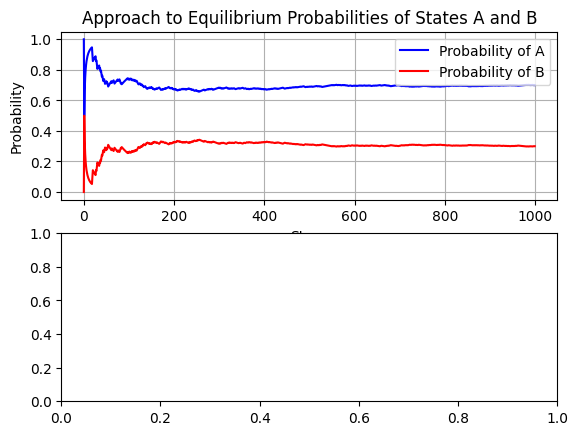 Approach to Equilibrium Probabilities of States A and B
1.0
0.8
0.6
0.4
0.2
0.0
Probability
Probability of A
Probability of B
0 200 400 600 800 1000
1.0
0.8
0.6
0.4
0.2
0.0
0.0 0.2 0.4 0.6 0.8 1.0